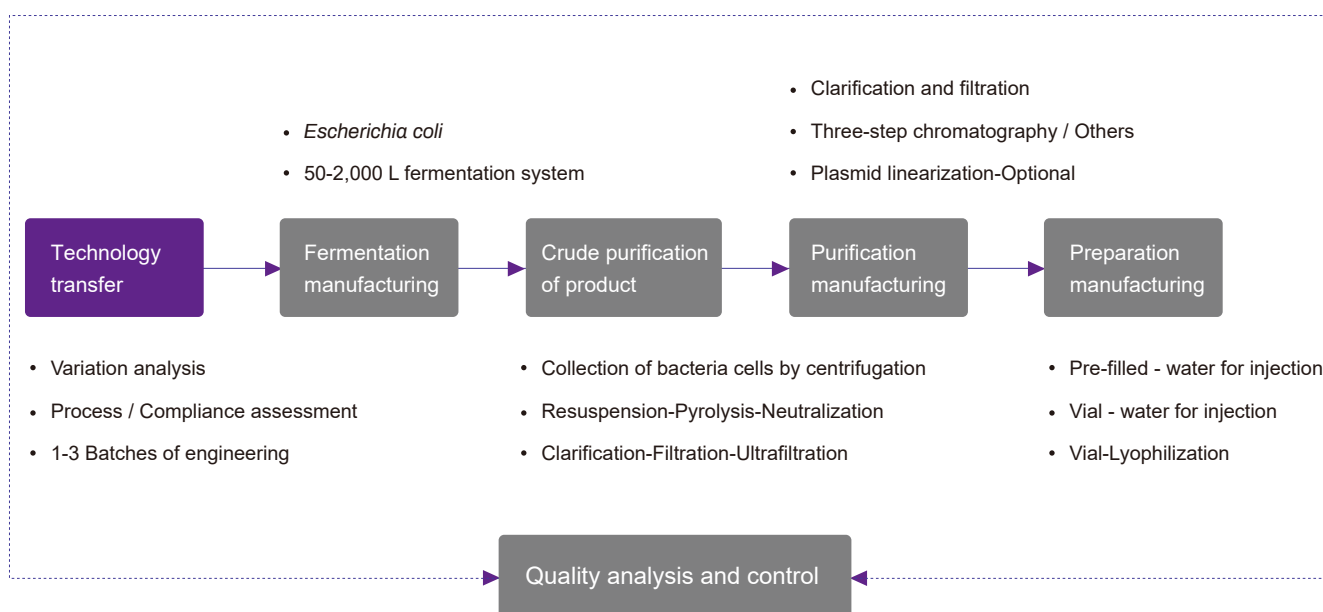 • Clarification and filtration
• Three-step chromatography / Others
• Plasmid linearization-Optional
• Escherichia coli
• 50-2,000 L fermentation system
Technology
transfer
Fermentation
manufacturing
Crude purification
of product
Purification
manufacturing
Preparation
manufacturing
• Variation analysis
• Process / Compliance assessment
• 1-3 Batches of engineering
• Collection of bacteria cells by centrifugation
• Resuspension-Pyrolysis-Neutralization
• Clarification-Filtration-Ultrafiltration
• Pre-filled - water for injection
• Vial - water for injection
• Vial-Lyophilization
Quality analysis and control